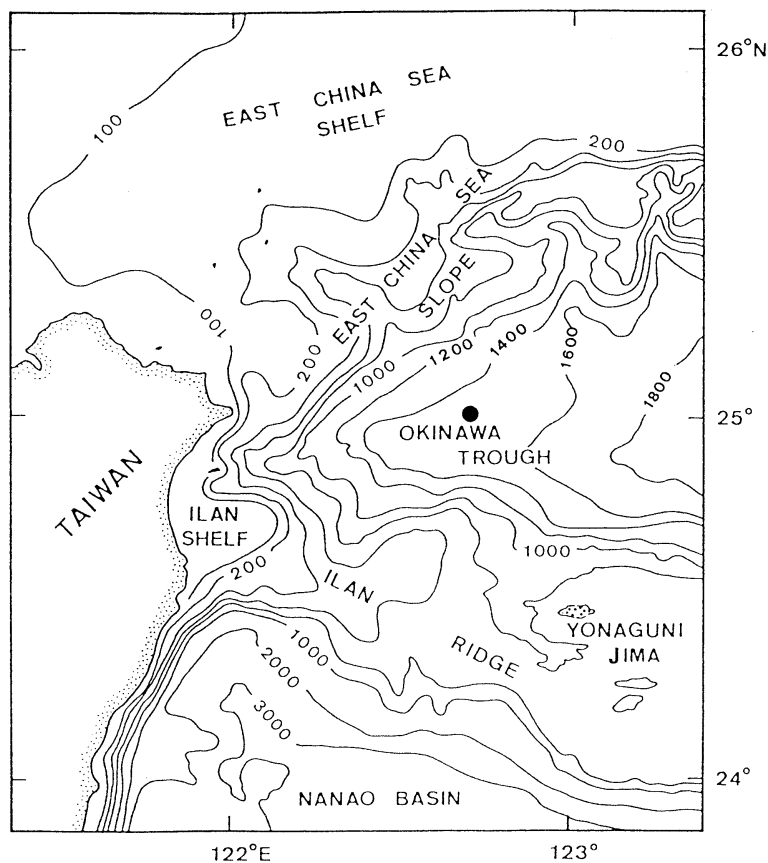 26°N
EAST CHINA SEA
SHELF
100
200
EAST CHINA SEA
SLOPE
100
200
1000
1200
1400
1600
1800
25°
OKINAWA
TROUGH
TAIWAN
ILAN
SHELF
200
1000
ILAN
RIDGE
YONAGUNI
JIMA
1000
2000
3000
24°
NANAO BASIN
122°E
123°